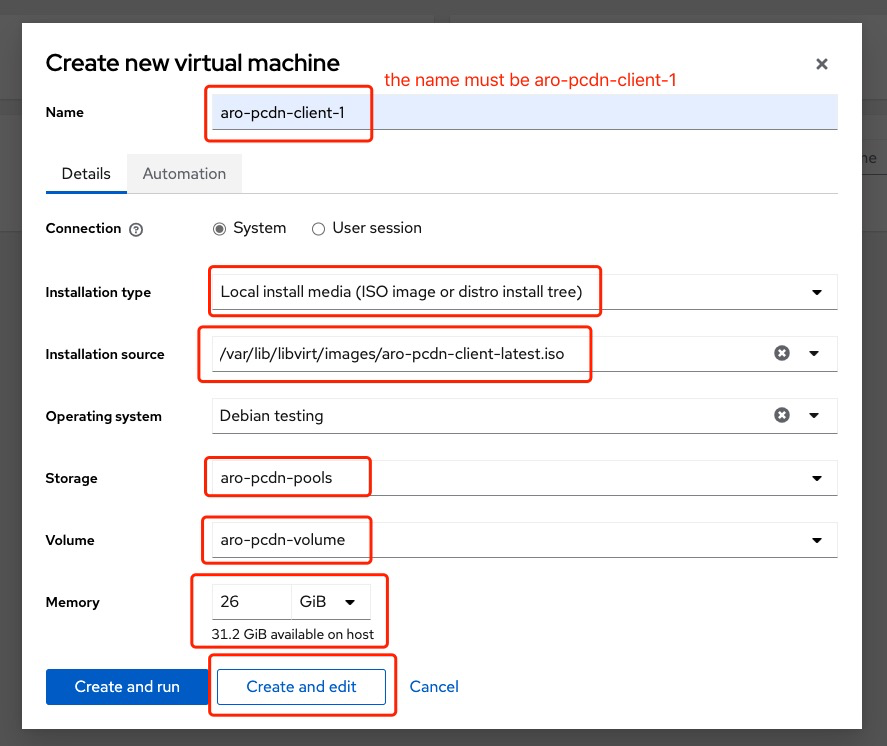 Create new virtual machine
the name must be aro-pcdn-client-1
Name
aro-pcdn-client-1
Details
Automation
Connection
System
User session
Installation type
Local install media (ISO image or distro install tree)
Installation source
/var/lib/libvirt/images/aro-pcdn-client-latest.iso
Operating system
Debian testing
Storage
aro-pcdn-pools
Volume
aro-pcdn-volume
Memory
26
GiB
31.2 GiB available on host
Create and run
Create and edit
Cancel